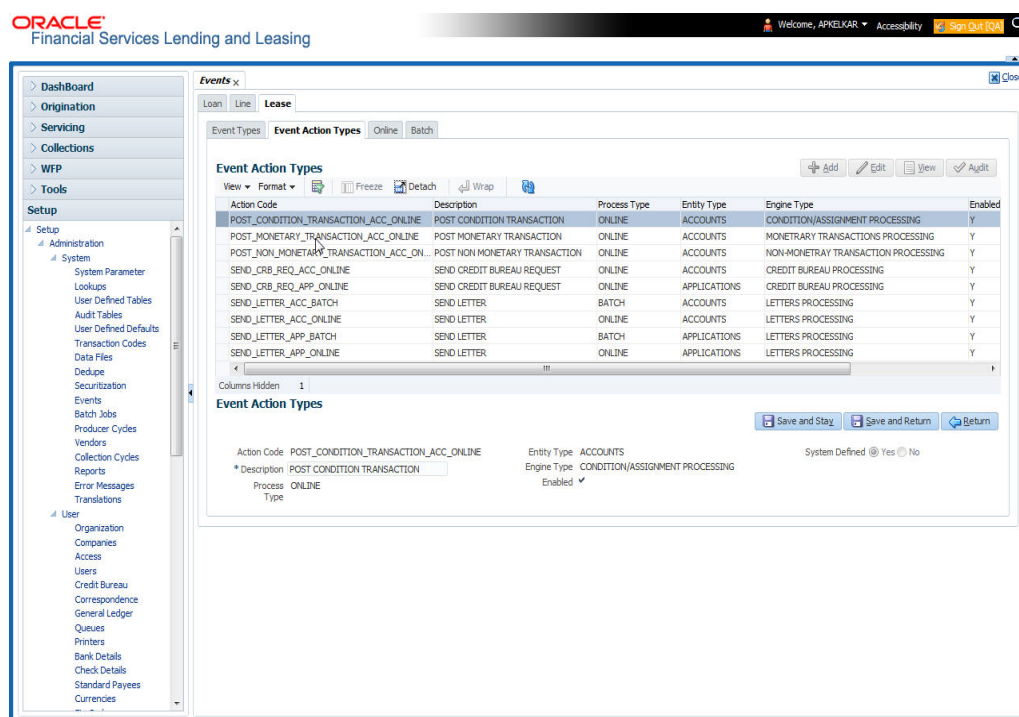 ORACLE
Financial Services Lending and Leasing
Welcome, APKELKAR Accessibility Sign Out [QA]
Close
DashBoard
Origination
Servicing
Collections
WFP
Tools
Setup
Setup
Administration
System
System Parameter
Lookups
User Defined Tables
Audit Tables
User Defined Defaults
Transaction Codes
Data Files
Dedupe
Securitization
Events
Batch Jobs
Producer Cycles
Vendors
Collection Cycles
Reports
Error Messages
Translations
User
Organization
Companies
Access
Users
Credit Bureau
Correspondence
General Ledger
Queues
Printers
Bank Details
Check Details
Standard Payees
Currencies
Events
Loan Line Lease
Event Types Event Action Types Online Batch
Event Action Types
Add Edit View Audit
View Format Freeze Detach Wrap
Action Code Description Process Type Entity Type Engine Type Enabled
POST_CONDITION_TRANSACTION_ACC_ONLINE POST CONDITION TRANSACTION ONLINE ACCOUNTS CONDITION/ASSIGNMENT PROCESSING Y
POST_MONETARY_TRANSACTION_ACC_ONLINE POST MONETARY TRANSACTION ONLINE ACCOUNTS MONETRARY TRANSACTIONS PROCESSING Y
POST_NON_MONETARY_TRANSACTION_ACC_ON... POST NON MONETARY TRANSACTION ONLINE ACCOUNTS NON-MONETRAY TRANSACTION PROCESSING Y
SEND_CRB_REQ_ACC_ONLINE SEND CREDIT BUREAU REQUEST ONLINE ACCOUNTS CREDIT BUREAU PROCESSING Y
SEND_CRB_REQ_APP_ONLINE SEND CREDIT BUREAU REQUEST ONLINE APPLICATIONS CREDIT BUREAU PROCESSING Y
SEND_LETTER_ACC_BATCH SEND LETTER BATCH ACCOUNTS LETTERS PROCESSING Y
SEND_LETTER_ACC_ONLINE SEND LETTER ONLINE ACCOUNTS LETTERS PROCESSING Y
SEND_LETTER_APP_BATCH SEND LETTER BATCH APPLICATIONS LETTERS PROCESSING Y
SEND_LETTER_APP_ONLINE SEND LETTER ONLINE APPLICATIONS LETTERS PROCESSING Y
Columns Hidden 1
Event Action Types
Save and Stay Save and Return Return
Action Code POST_CONDITION_TRANSACTION_ACC_ONLINE Entity Type ACCOUNTS System Defined Yes No
* Description POST CONDITION TRANSACTION Engine Type CONDITION/ASSIGNMENT PROCESSING
Process Type ONLINE Enabled